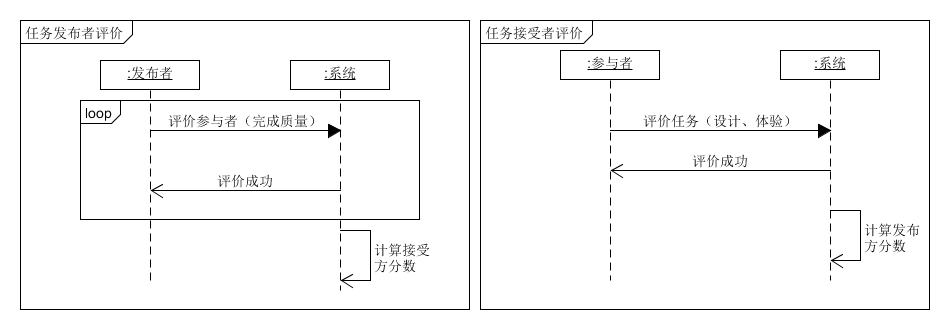 任务发布者评价
:发布者
:系统
loop
评价参与者（完成质量）
评价成功
计算接受
方分数
任务接受者评价
:参与者
:系统
评价任务（设计、体验）
评价成功
计算发布
方分数